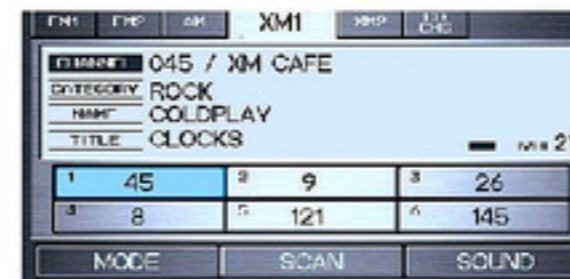 FM1 FM2 AM XM1 XM2
CHANNEL 045 / XM CAFE
CATEGORY ROCK
NAME COLDPLAY
TITLE CLOCKS
21
1 45 2 9 3 26
4 8 5 121 6 145
MODE SCAN SOUND